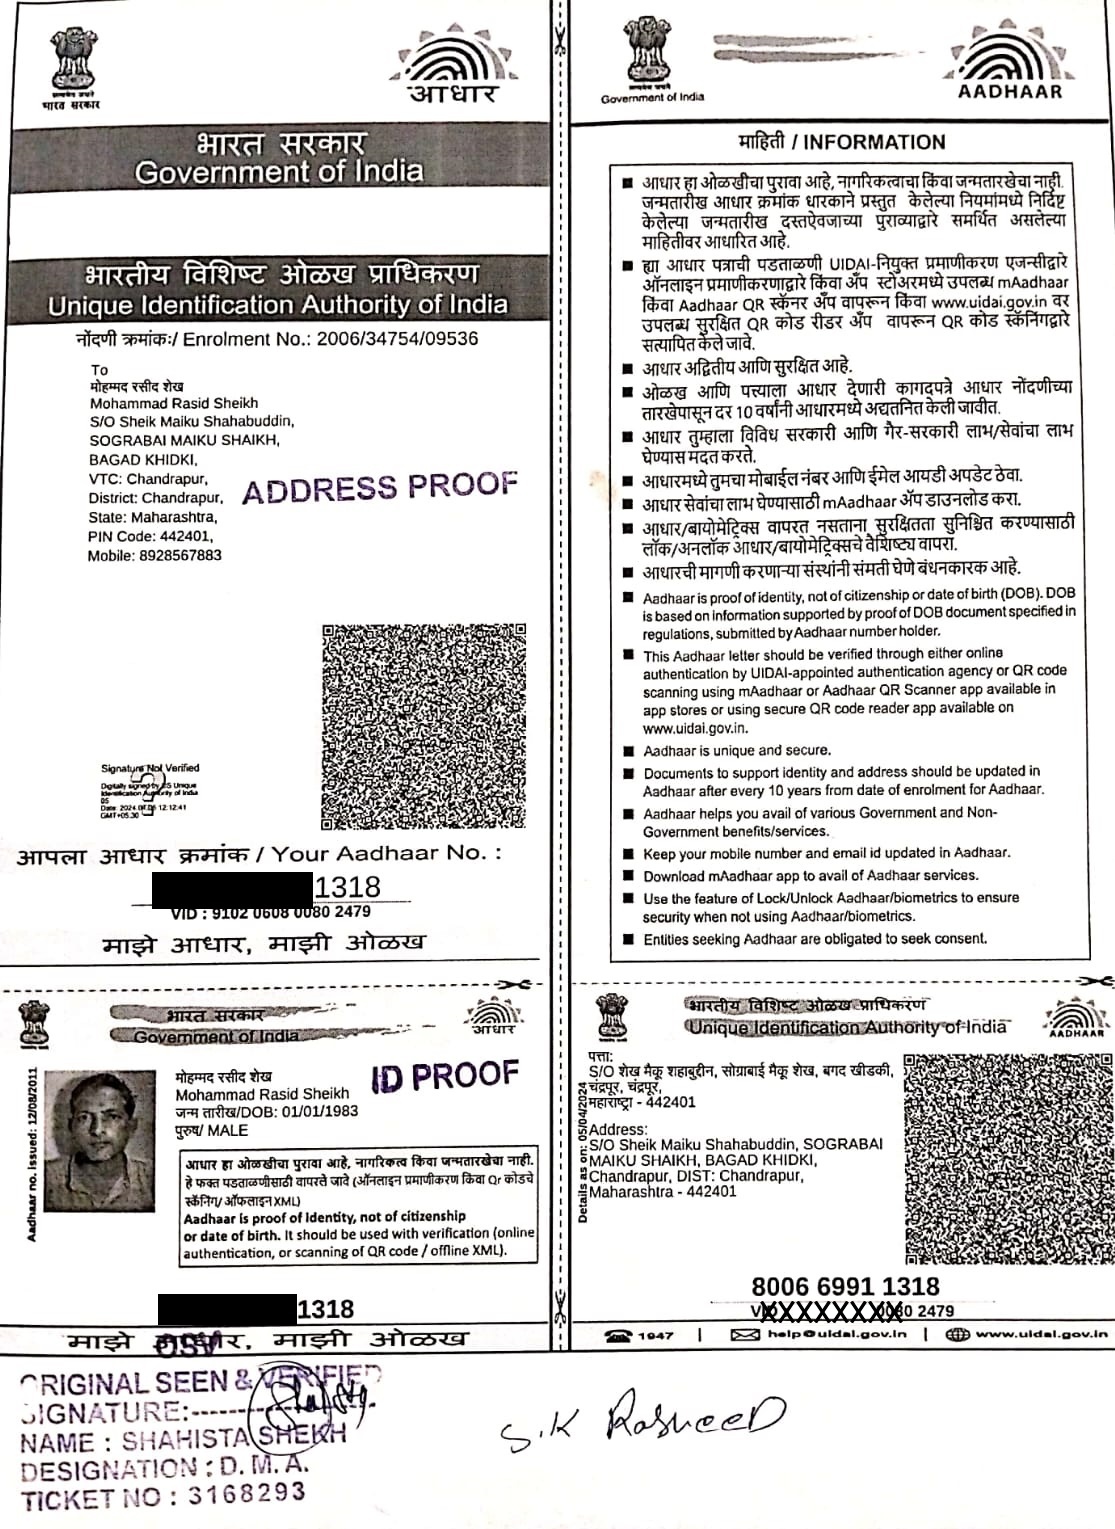 भारत सरकार
आधार
भारत सरकार
Government of India
भारतीय विशिष्ट ओळख प्राधिकरण
Unique Identification Authority of India
नोंदणी क्रमांकः/ Enrolment No.: 2006/34754/09536
To
मोहम्मद रसीद शेख
Mohammad Rasid Sheikh
S/O Sheik Maiku Shahabuddin,
SOGRABAI MAIKU SHAIKH,
BAGAD KHIDKI,
VTC: Chandrapur,
District: Chandrapur,
State: Maharashtra,
PIN Code: 442401,
Mobile: 8928567883
ADDRESS PROOF
Signature Not Verified
Digitally signed by DS Unique
Identification Authority of India
05
Date: 2024.04.05 12:12:41
GMT+05:30
आपला आधार क्रमांक / Your Aadhaar No. :
1318
VID : 9102 0608 0080 2479
माझे आधार, माझी ओळख
Government of India
AADHAAR
माहिती / INFORMATION
आधार हा ओळखीचा पुरावा आहे, नागरिकत्वाचा किंवा जन्मतारखेचा नाही.
जन्मतारीख आधार क्रमांक धारकाने प्रस्तुत केलेल्या नियमांमध्ये निर्दिष्ट
केलेल्या जन्मतारीख दस्तऐवजाच्या पुराव्याद्वारे समर्थित असलेल्या
माहितीवर आधारित आहे.
ह्या आधार पत्राची पडताळणी UIDAI-नियुक्त प्रमाणीकरण एजन्सीद्वारे
ऑनलाइन प्रमाणीकरणाद्वारे किंवा अ‍ॅप स्टोअरमध्ये उपलब्ध mAadhaar
किंवा Aadhaar QR स्कॅनर अ‍ॅप वापरून किंवा www.uidai.gov.in वर
उपलब्ध सुरक्षित QR कोड रीडर अ‍ॅप वापरून QR कोड स्कॅनिंगद्वारे
सत्यापित केले जावे.
आधार अद्वितीय आणि सुरक्षित आहे.
ओळख आणि पत्त्याला आधार देणारी कागदपत्रे आधार नोंदणीच्या
तारखेपासून दर 10 वर्षांनी आधारमध्ये अद्यतनित केली जावीत.
आधार तुम्हाला विविध सरकारी आणि गैर-सरकारी लाभ/सेवांचा लाभ
घेण्यास मदत करते.
आधारमध्ये तुमचा मोबाईल नंबर आणि ईमेल आयडी अपडेट ठेवा.
आधार सेवांचा लाभ घेण्यासाठी mAadhaar अ‍ॅप डाउनलोड करा.
आधार/बायोमेट्रिक्स वापरत नसताना सुरक्षितता सुनिश्चित करण्यासाठी
लॉक/अनलॉक आधार/बायोमेट्रिक्सचे वैशिष्ट्य वापरा.
आधारची मागणी करणाऱ्या संस्थांनी संमती घेणे बंधनकारक आहे.
Aadhaar is proof of identity, not of citizenship or date of birth (DOB). DOB
is based on information supported by proof of DOB document specified in
regulations, submitted by Aadhaar number holder.
This Aadhaar letter should be verified through either online
authentication by UIDAI-appointed authentication agency or QR code
scanning using mAadhaar or Aadhaar QR Scanner app available in
app stores or using secure QR code reader app available on
www.uidai.gov.in.
Aadhaar is unique and secure.
Documents to support identity and address should be updated in
Aadhaar after every 10 years from date of enrolment for Aadhaar.
Aadhaar helps you avail of various Government and Non-
Government benefits/services.
Keep your mobile number and email id updated in Aadhaar.
Download mAadhaar app to avail of Aadhaar services.
Use the feature of Lock/Unlock Aadhaar/biometrics to ensure
security when not using Aadhaar/biometrics.
Entities seeking Aadhaar are obligated to seek consent.
भारत सरकार
Government of India
आधार
Aadhaar no. issued: 12/08/2011
मोहम्मद रसीद शेख
Mohammad Rasid Sheikh
जन्म तारीख/DOB: 01/01/1983
पुरुष/ MALE
ID PROOF
आधार हा ओळखीचा पुरावा आहे, नागरिकत्व किंवा जन्मतारखेचा नाही.
हे फक्त पडताळणीसाठी वापरले जावे (ऑनलाइन प्रमाणीकरण किंवा Qr कोडचे
स्कॅनिंग/ ऑफलाइन XML)
Aadhaar is proof of Identity, not of citizenship
or date of birth. It should be used with verification (online
authentication, or scanning of QR code / offline XML).
1318
माझे आधार, माझी ओळख
OSV
भारतीय विशिष्ट ओळख प्राधिकरण
Unique Identification Authority of India
AADHAAR
Details as on: 05/04/2024
पत्ता:
S/O शेख मैकू शहाबुद्दीन, सोग्राबाई मैकू शेख, बगद खीडकी,
चंद्रपूर, चंद्रपूर,
महाराष्ट्रा - 442401
Address:
S/O Sheik Maiku Shahabuddin, SOGRABAI
MAIKU SHAIKH, BAGAD KHIDKI,
Chandrapur, DIST: Chandrapur,
Maharashtra - 442401
8006 6991 1318
2479
1947 | help@uidai.gov.in | www.uidai.gov.in
ORIGINAL SEEN & VERIFIED
SIGNATURE:
NAME : SHAHISTA SHEKH
DESIGNATION : D. M. A.
TICKET NO : 3168293
S.K RasheeD